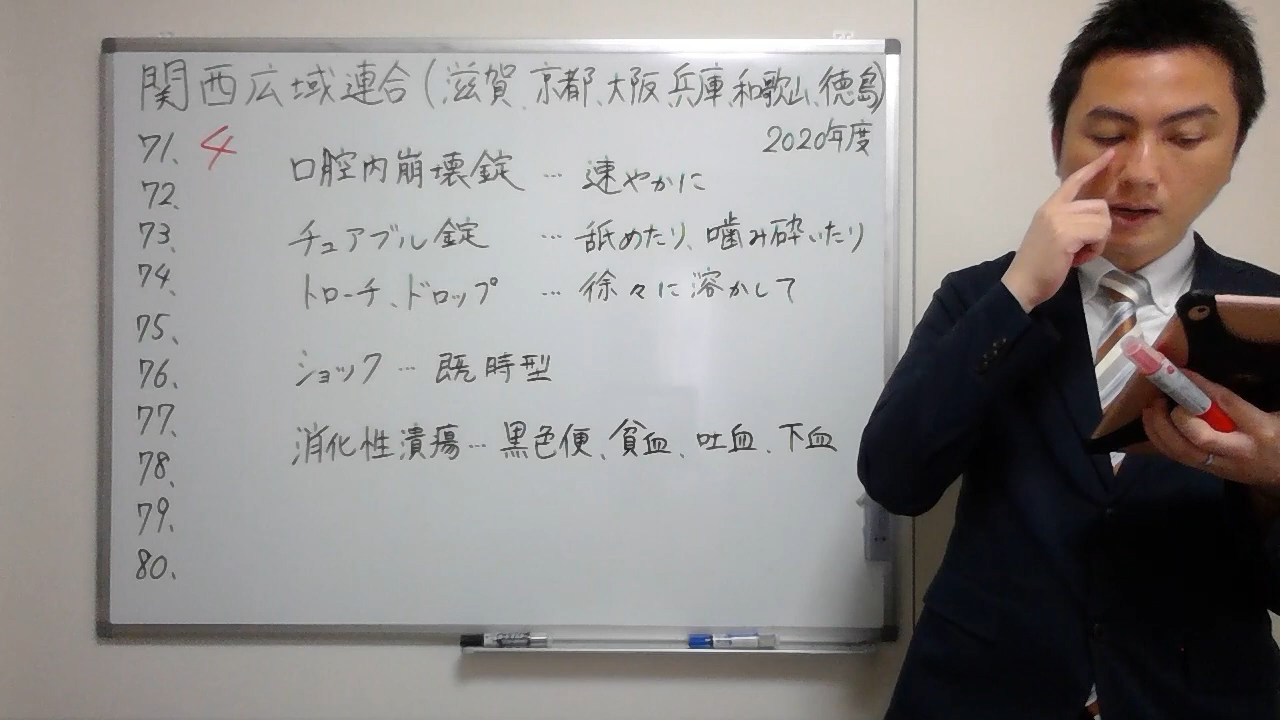 関西広域連合(滋賀、京都、大阪、兵庫、和歌山、徳島)
2020年度
71. 4
口腔内崩壊錠 … 速やかに
72.
73.
チュアブル錠 … 舐めたり、噛み砕いたり
74.
トローチ、ドロップ … 徐々に溶かして
75.
76.
ショック … 既時型
77.
消化性潰瘍 … 黒色便、貧血、吐血、下血
78.
79.
80.